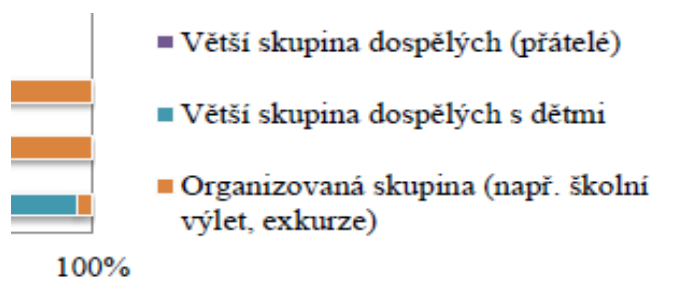 Větší skupina dospělých (přátelé)
Větší skupina dospělých s dětmi
Organizovaná skupina (např. školní
výlet, exkurze)
100%